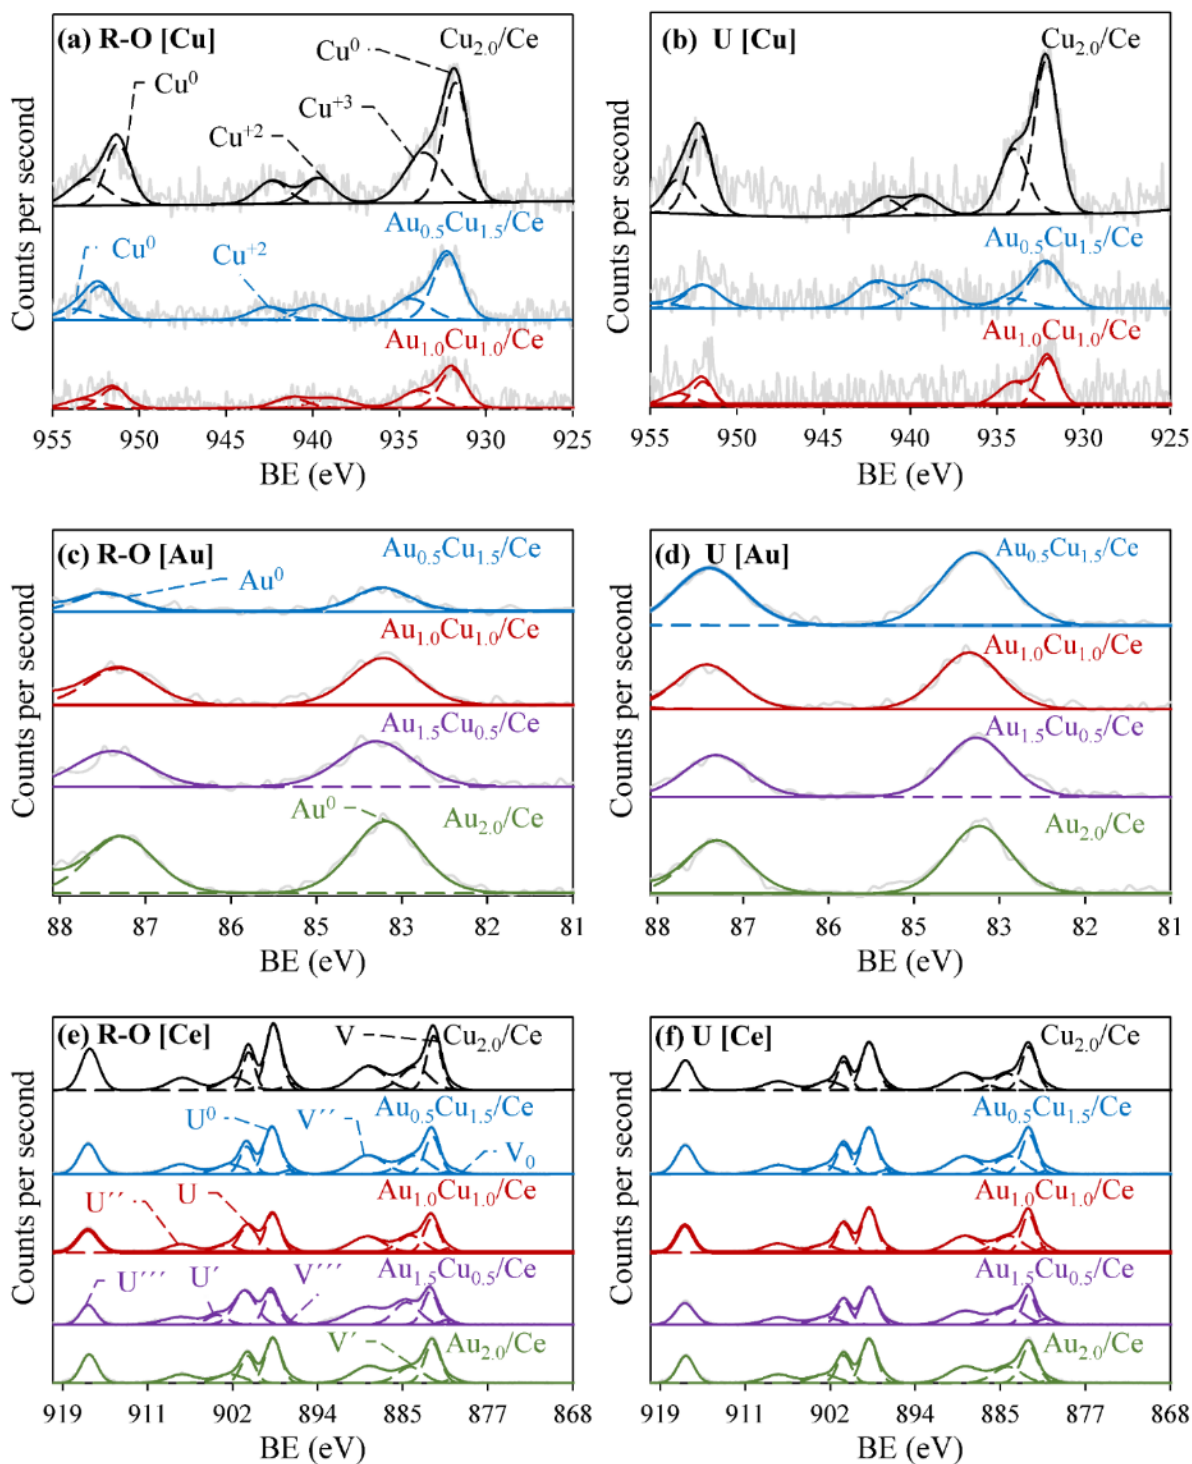 (a) R-O [Cu]
Cu⁰
Cu₂.₀/Ce
Cu⁰
Cu⁺³
Cu⁺²
Au₀.₅Cu₁.₅/Ce
Cu⁰
Cu⁺²
Au₁.₀Cu₁.₀/Ce
Counts per second
955 950 945 940 935 930 925
BE (eV)
(b) U [Cu]
Cu₂.₀/Ce
Au₀.₅Cu₁.₅/Ce
Au₁.₀Cu₁.₀/Ce
Counts per second
955 950 945 940 935 930 925
BE (eV)
(c) R-O [Au]
Au₀.₅Cu₁.₅/Ce
Au⁰
Au₁.₀Cu₁.₀/Ce
Au₁.₅Cu₀.₅/Ce
Au⁰
Au₂.₀/Ce
Counts per second
88 87 86 85 83 82 81
BE (eV)
(d) U [Au]
Au₀.₅Cu₁.₅/Ce
Au₁.₀Cu₁.₀/Ce
Au₁.₅Cu₀.₅/Ce
Au₂.₀/Ce
Counts per second
88 87 86 85 83 82 81
BE (eV)
(e) R-O [Ce]
V
Cu₂.₀/Ce
Au₀.₅Cu₁.₅/Ce
U⁰
V´´
V₀
Au₁.₀Cu₁.₀/Ce
U´´
U
Au₁.₅Cu₀.₅/Ce
U´´´
U´
V´´´
V´
Au₂.₀/Ce
Counts per second
919 911 902 894 885 877 868
BE (eV)
(f) U [Ce]
Cu₂.₀/Ce
Au₀.₅Cu₁.₅/Ce
Au₁.₀Cu₁.₀/Ce
Au₁.₅Cu₀.₅/Ce
Au₂.₀/Ce
Counts per second
919 911 902 894 885 877 868
BE (eV)